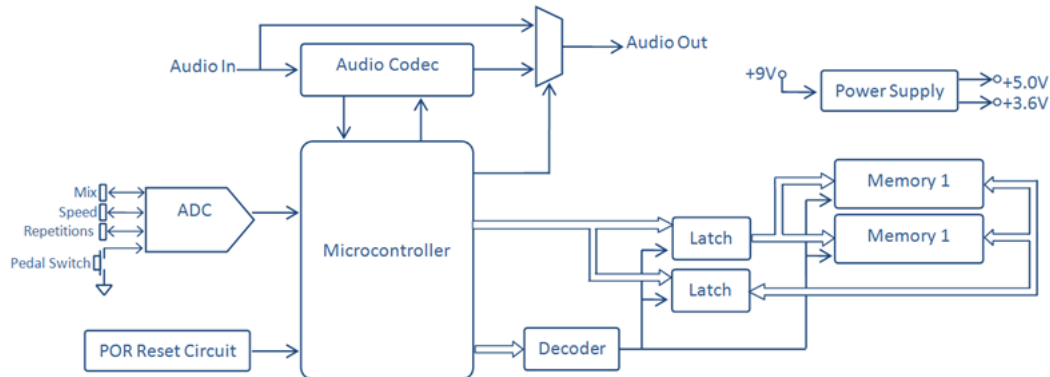 Audio In
Audio Codec
Audio Out
+9V
Power Supply
+5.0V
+3.6V
Mix
Speed
Repetitions
Pedal Switch
ADC
Microcontroller
Latch
Latch
Memory 1
Memory 1
POR Reset Circuit
Decoder